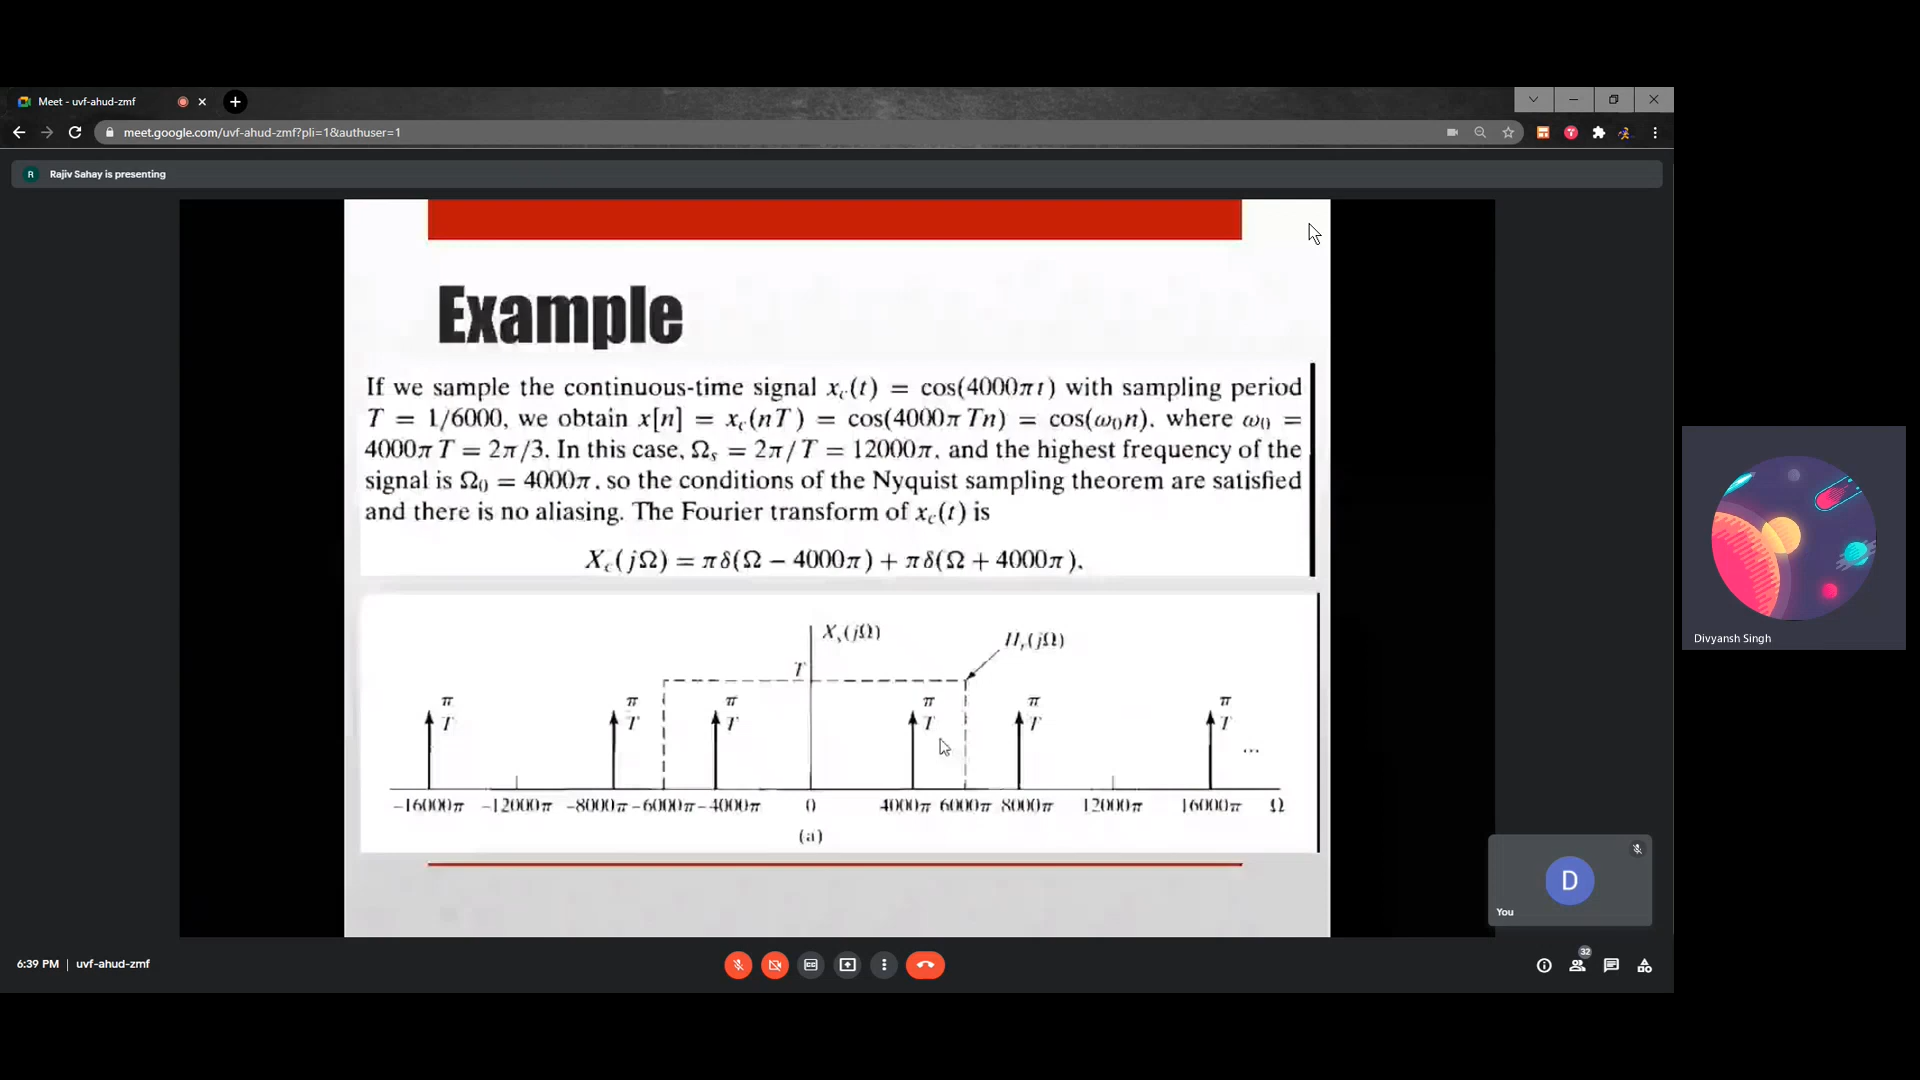 Meet - uvf-ahud-zmf
meet.google.com/uvf-ahud-zmf?pli=1&authuser=1
R Rajiv Sahay is presenting
Example
If we sample the continuous-time signal x_c(t) = cos(4000πt) with sampling period
T = 1/6000, we obtain x[n] = x_c(nT) = cos(4000πTn) = cos(ω₀n), where ω₀ =
4000πT = 2π/3. In this case, Ω_s = 2π/T = 12000π, and the highest frequency of the
signal is Ω₀ = 4000π, so the conditions of the Nyquist sampling theorem are satisfied
and there is no aliasing. The Fourier transform of x_c(t) is
X_c(jΩ) = πδ(Ω − 4000π) + πδ(Ω + 4000π).
X_s(jΩ)
H_r(jΩ)
T
π π π π π π
T T T T T T
...
−16000π −12000π −8000π −6000π −4000π 0 4000π 6000π 8000π 12000π 16000π Ω
(a)
Divyansh Singh
D
You
6:39 PM | uvf-ahud-zmf
32